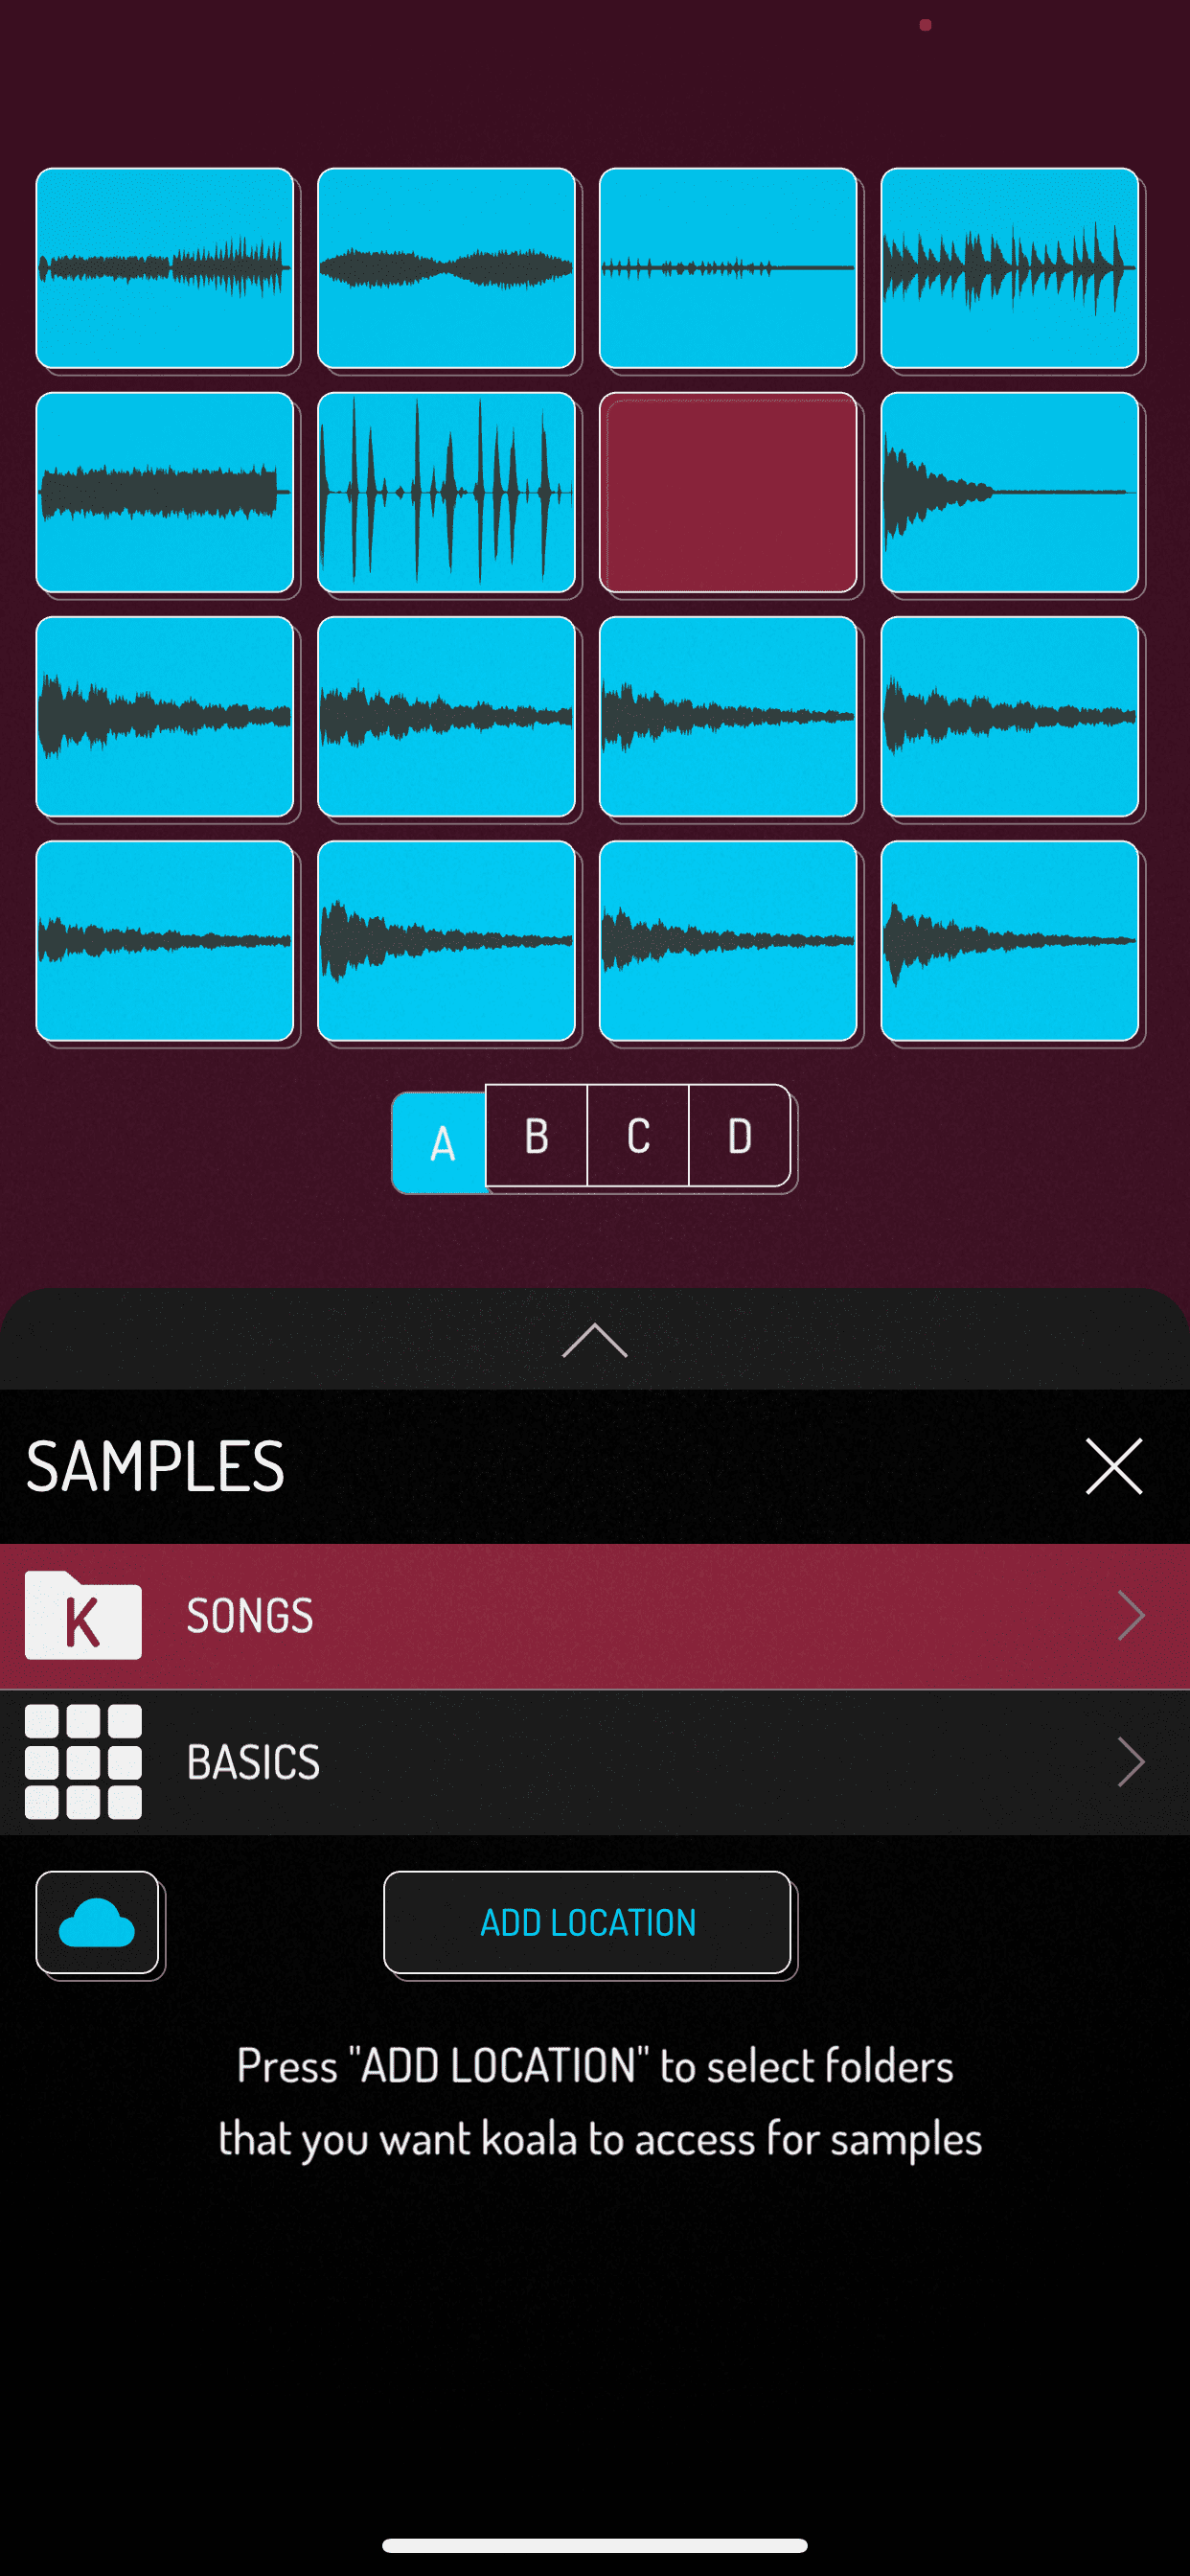 A B C D
SAMPLES
K SONGS
BASICS
ADD LOCATION
Press "ADD LOCATION" to select folders
that you want koala to access for samples